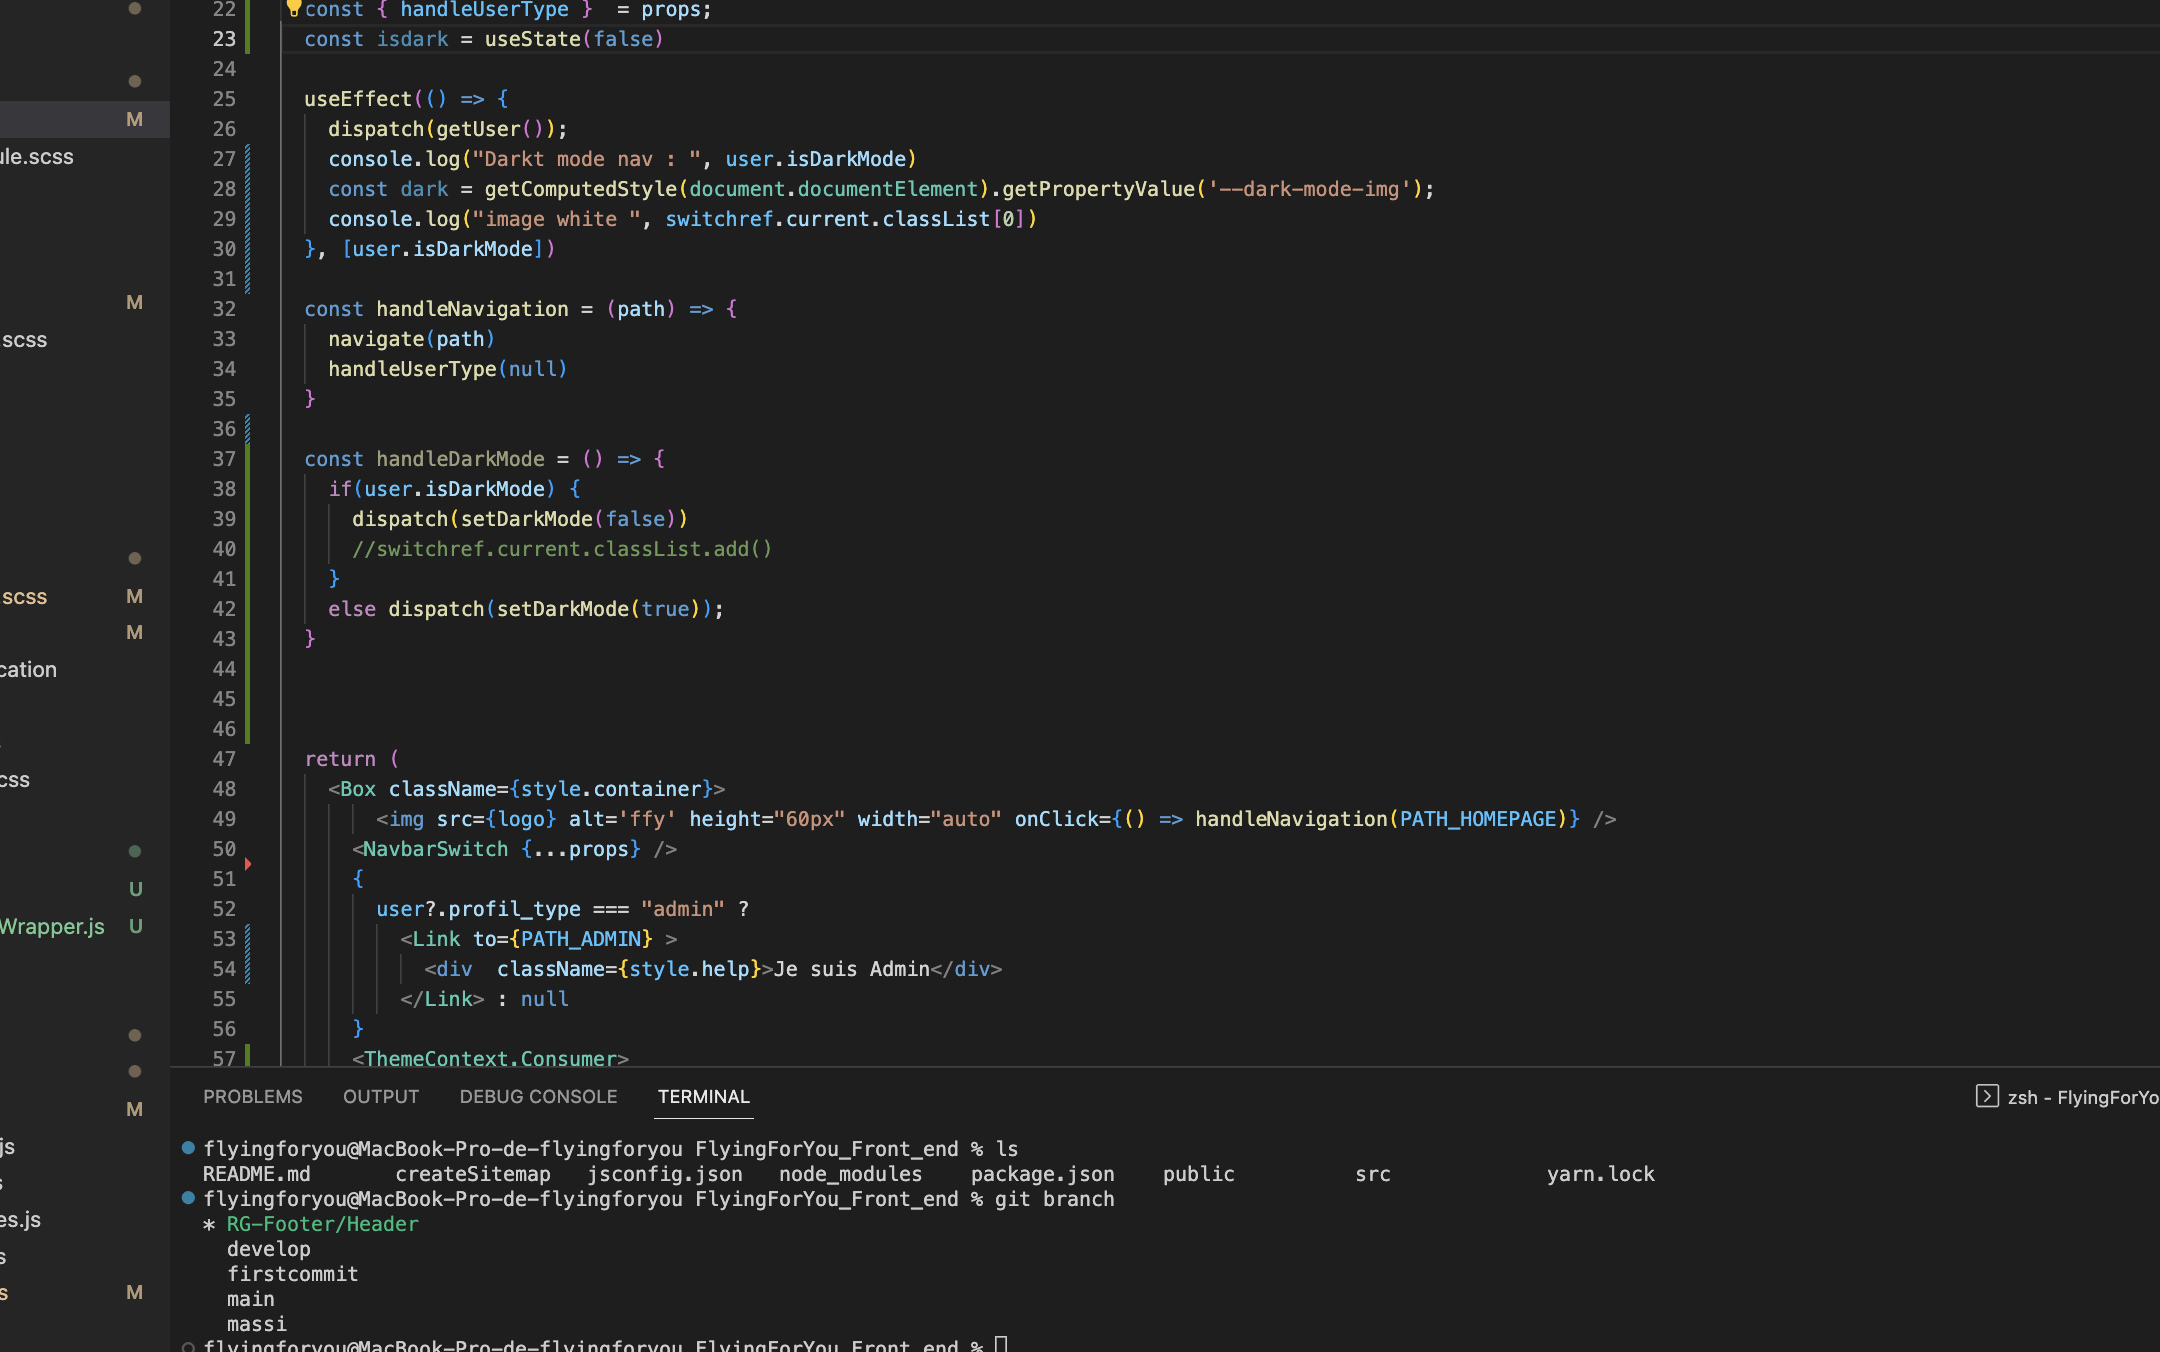 22 const { handleUserType }  = props;
23 const isdark = useState(false)
24
25 useEffect(() => {
26 dispatch(getUser());
27 console.log("Darkt mode nav : ", user.isDarkMode)
28 const dark = getComputedStyle(document.documentElement).getPropertyValue('--dark-mode-img');
29 console.log("image white ", switchref.current.classList[0])
30 }, [user.isDarkMode])
31
32 const handleNavigation = (path) => {
33 navigate(path)
34 handleUserType(null)
35 }
36
37 const handleDarkMode = () => {
38 if(user.isDarkMode) {
39 dispatch(setDarkMode(false))
40 //switchref.current.classList.add()
41 }
42 else dispatch(setDarkMode(true));
43 }
44
45
46
47 return (
48 <Box className={style.container}>
49 <img src={logo} alt='ffy' height="60px" width="auto" onClick={() => handleNavigation(PATH_HOMEPAGE)} />
50 <NavbarSwitch {...props} />
51 {
52 user?.profil_type === "admin" ?
53 <Link to={PATH_ADMIN} >
54 <div  className={style.help}>Je suis Admin</div>
55 </Link> : null
56 }
57 <ThemeContext.Consumer>
M
ule.scss
M
.scss
.scss M
M
cation
css
U
Wrapper.js U
M
js
s
es.js
s
s M
PROBLEMS OUTPUT DEBUG CONSOLE TERMINAL zsh - FlyingForYo
flyingforyou@MacBook-Pro-de-flyingforyou FlyingForYou_Front_end % ls
README.md createSitemap jsconfig.json node_modules package.json public src yarn.lock
flyingforyou@MacBook-Pro-de-flyingforyou FlyingForYou_Front_end % git branch
* RG-Footer/Header
develop
firstcommit
main
massi
flyingforyou@MacBook-Pro-de-flyingforyou FlyingForYou_Front_end %